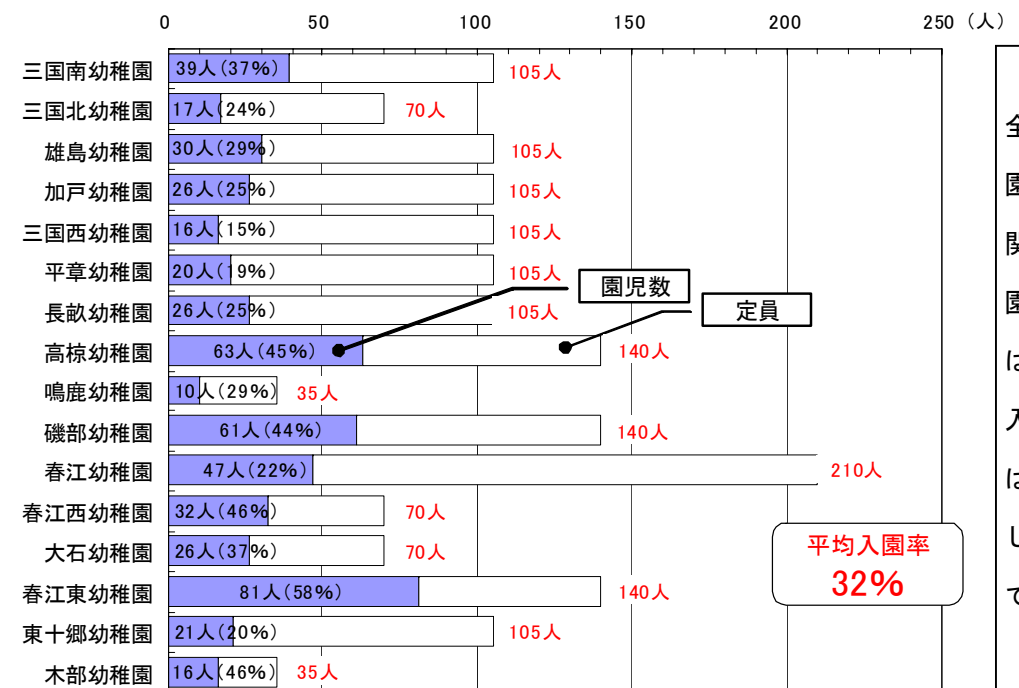 0 50 100 150 200 250 (人)
三国南幼稚園 39人(37%) 105人
三国北幼稚園 17人(24%) 70人
雄島幼稚園 30人(29%) 105人
加戸幼稚園 26人(25%) 105人
三国西幼稚園 16人(15%) 105人
平章幼稚園 20人(19%) 105人
園児数
長畝幼稚園 26人(25%) 105人
定員
高椋幼稚園 63人(45%) 140人
鳴鹿幼稚園 10人(29%) 35人
磯部幼稚園 61人(44%) 140人
春江幼稚園 47人(22%) 210人
春江西幼稚園 32人(46%) 70人
大石幼稚園 26人(37%) 70人
平均入園率
32%
春江東幼稚園 81人(58%) 140人
東十郷幼稚園 21人(20%) 105人
木部幼稚園 16人(46%) 35人
全
園
園
入